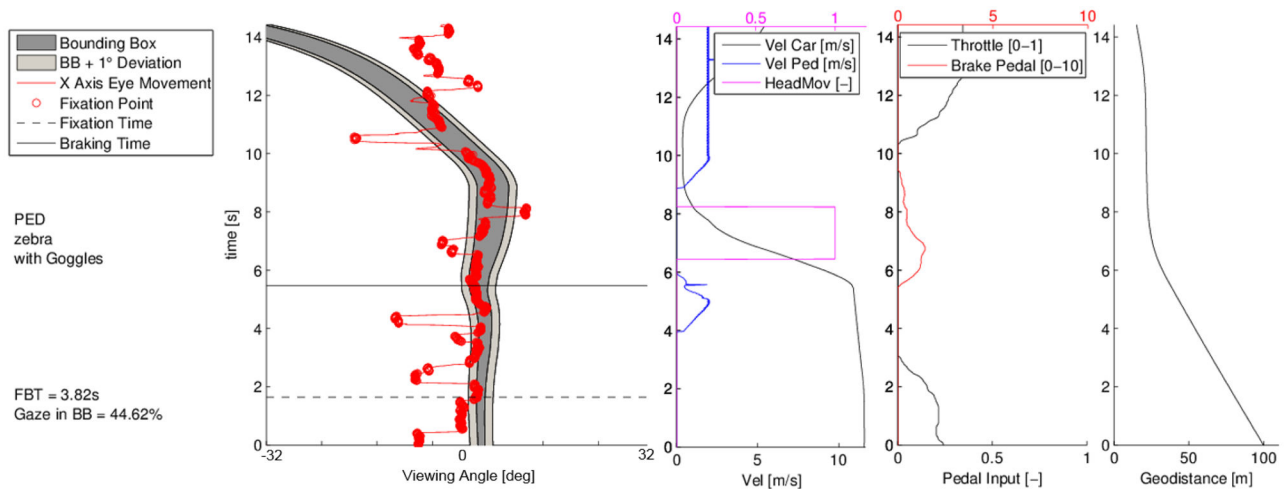 Bounding Box
BB + 1° Deviation
X Axis Eye Movement
Fixation Point
Fixation Time
Braking Time
PED
zebra
with Goggles
FBT = 3.82s
Gaze in BB = 44.62%
time [s]
14
12
10
8
6
4
2
0
-32 0 32
Viewing Angle [deg]
0 1
Vel Car [m/s]
Vel Ped [m/s]
HeadMov [-]
14
12
10
8
6
4
2
0
0 5 10
Vel [m/s]
0 5 10
Throttle [0-1]
Brake Pedal [0-10]
14
12
10
8
6
4
2
0
0 0.5 1
Pedal Input [-]
14
12
10
8
6
4
2
0
0 50 100
Geodistance [m]